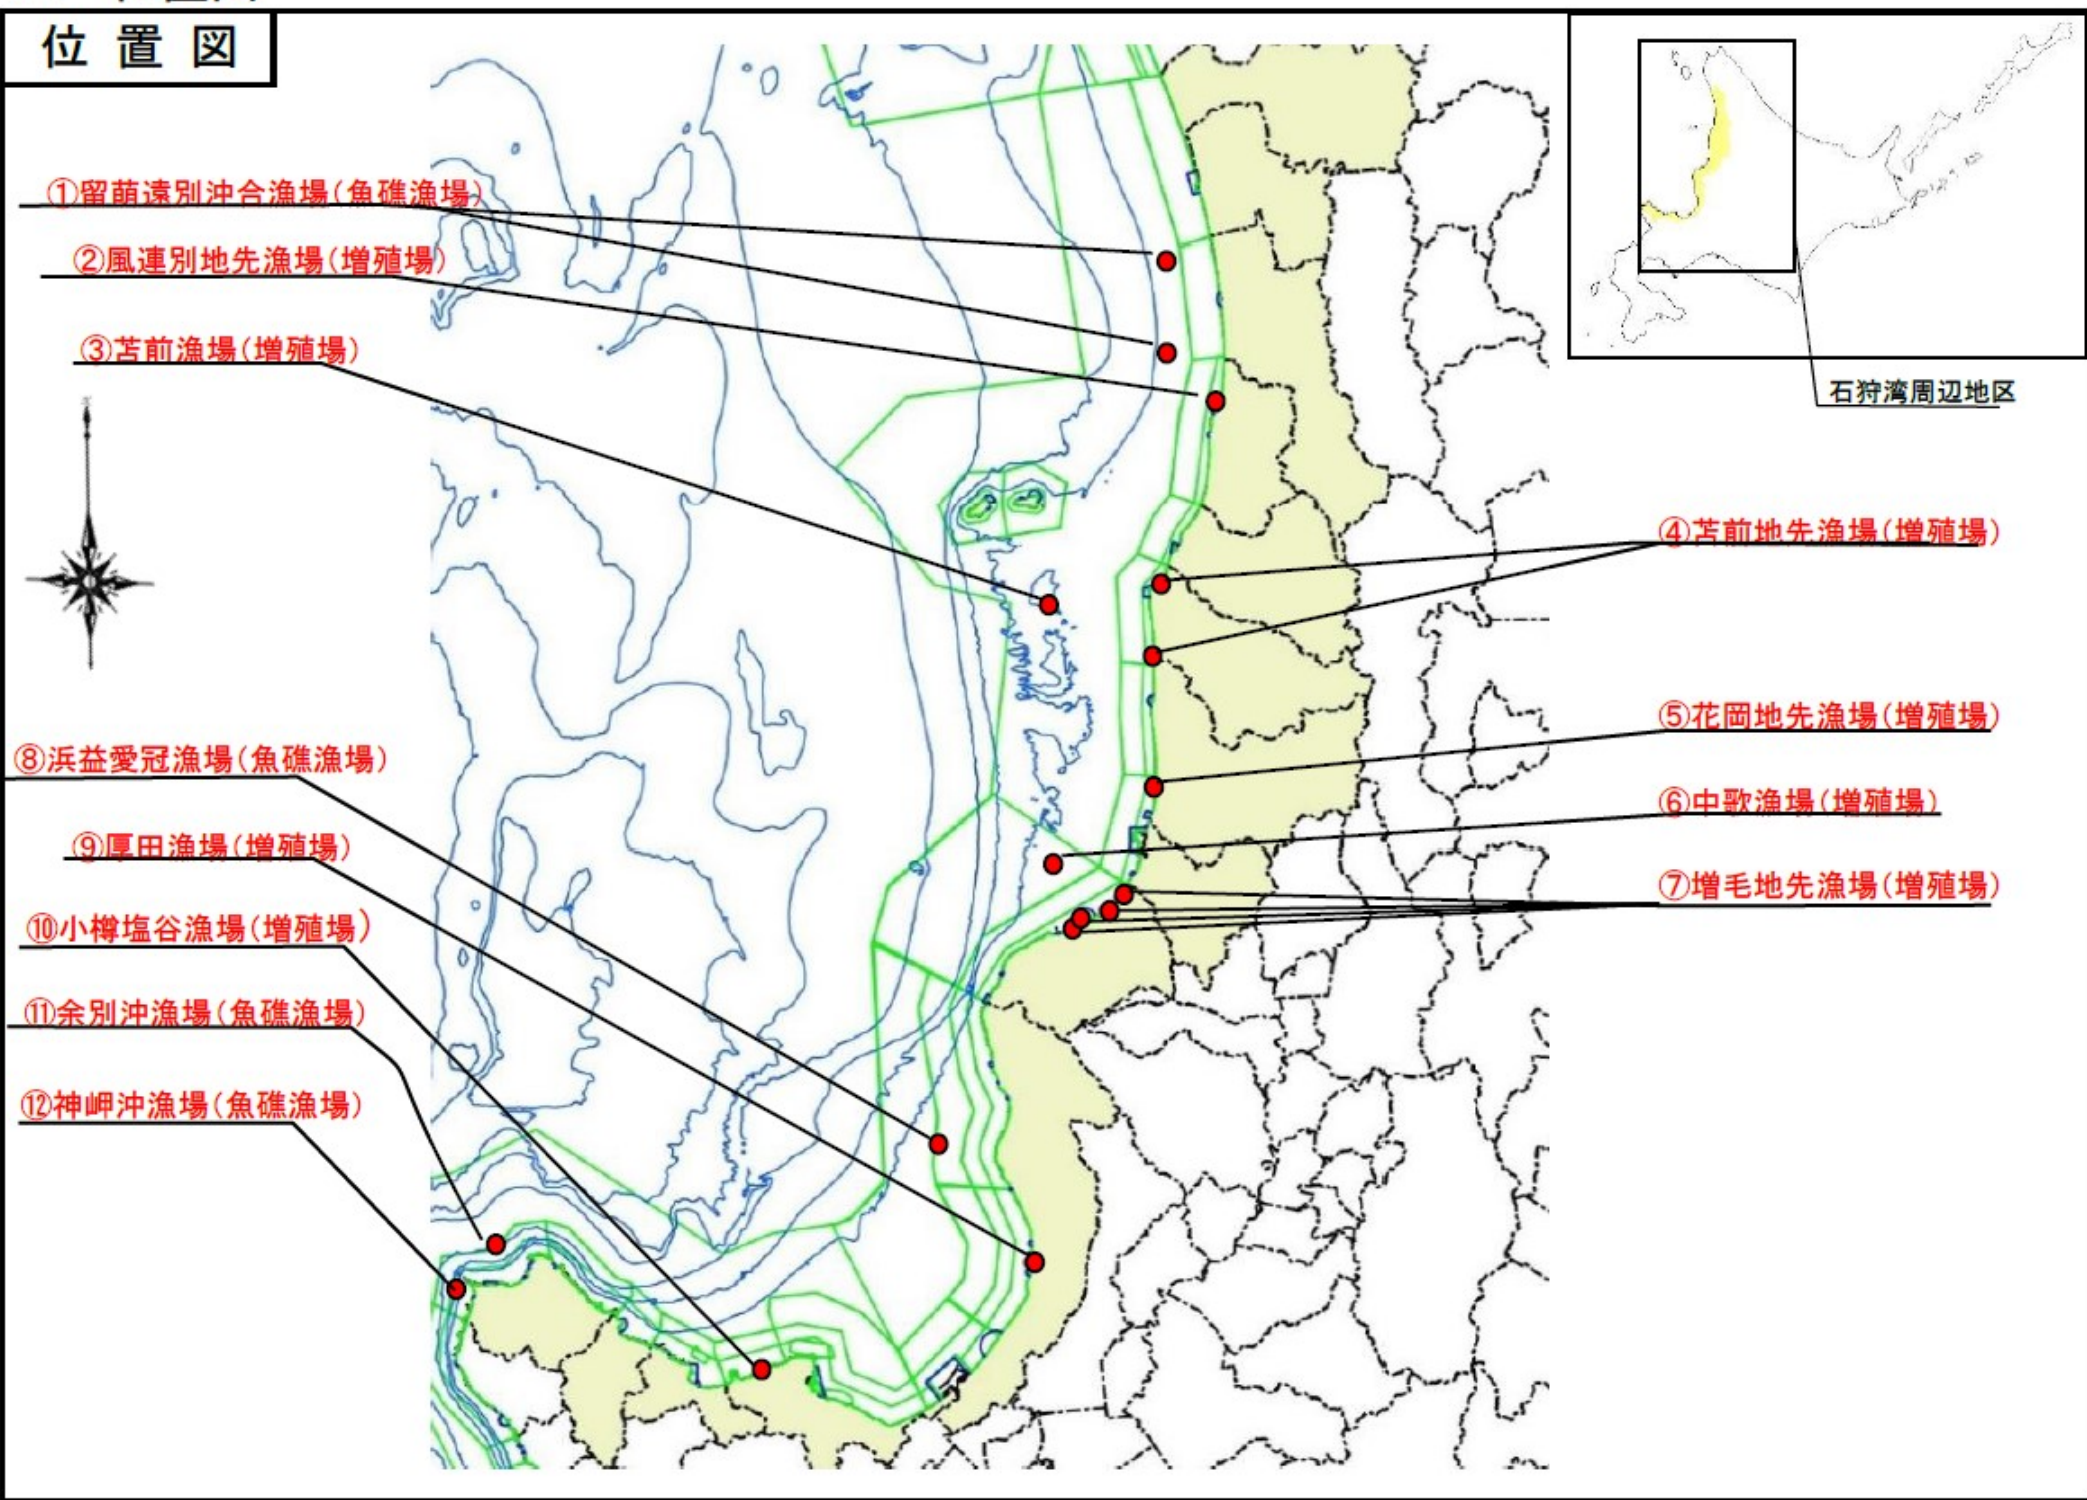 位置図
①留萌遠別沖合漁場(魚礁漁場)
②風連別地先漁場(増殖場)
③苫前漁場(増殖場)
石狩湾周辺地区
④苫前地先漁場(増殖場)
⑤花岡地先漁場(増殖場)
⑥中歌漁場(増殖場)
⑦増毛地先漁場(増殖場)
⑧浜益愛冠漁場(魚礁漁場)
⑨厚田漁場(増殖場)
⑩小樽塩谷漁場(増殖場)
⑪余別沖漁場(魚礁漁場)
⑫神岬沖漁場(魚礁漁場)